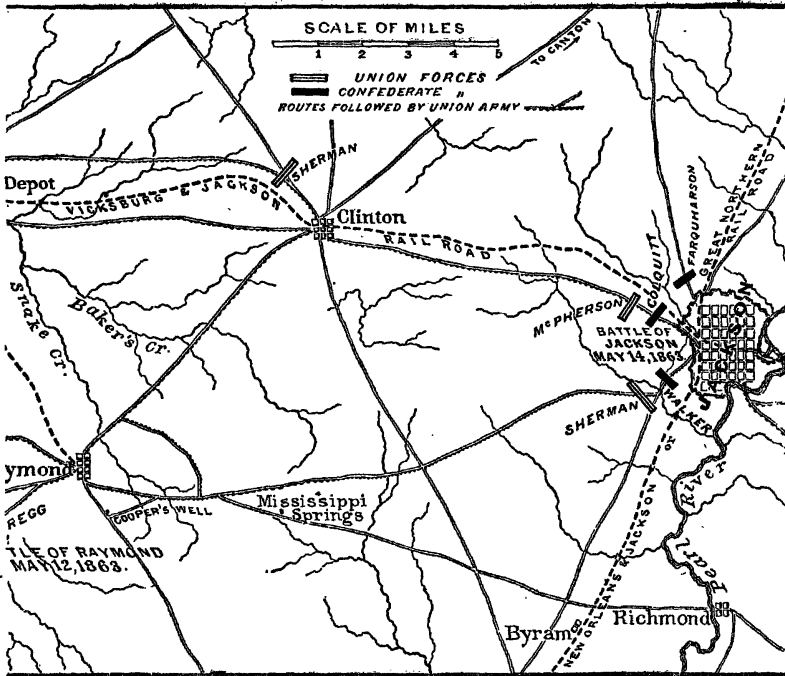 SCALE OF MILES
1 2 3 4 5
UNION FORCES
CONFEDERATE "
ROUTES FOLLOWED BY UNION ARMY
TO CANTON
SHERMAN
Depot
VICKSBURG & JACKSON
RAIL ROAD
Clinton
GREAT NORTHERN
RAIL ROAD
FARQUHARSON
COLQUITT
McPHERSON
BATTLE OF
JACKSON
MAY 14, 1863.
JACKSON
Snake Cr.
Baker's Cr.
SHERMAN
WALKER
ymond
REGG
COOPER'S WELL
Mississippi
Springs
TLE OF RAYMOND
MAY 12, 1863.
Pearl River
NEW ORLEANS & JACKSON
Byram
Richmond